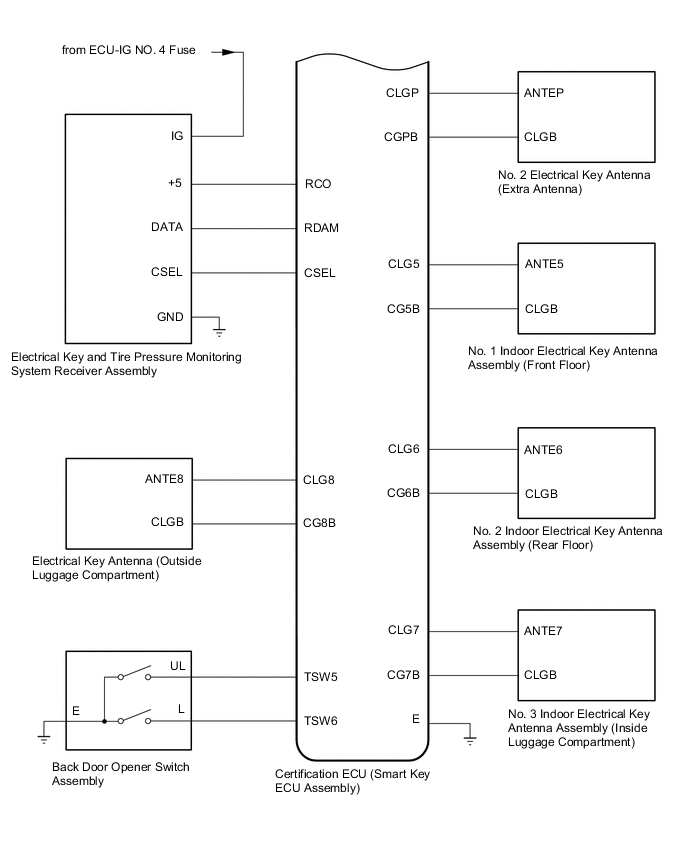 from ECU-IG NO. 4 Fuse
IG
+5
DATA
CSEL
GND
Electrical Key and Tire Pressure Monitoring
System Receiver Assembly
ANTE8
CLGB
Electrical Key Antenna (Outside
Luggage Compartment)
UL
E
L
Back Door Opener Switch
Assembly
RCO
RDAM
CSEL
CLG8
CG8B
TSW5
TSW6
CLGP
CGPB
CLG5
CG5B
CLG6
CG6B
CLG7
CG7B
E
Certification ECU (Smart Key
ECU Assembly)
ANTEP
CLGB
No. 2 Electrical Key Antenna
(Extra Antenna)
ANTE5
CLGB
No. 1 Indoor Electrical Key Antenna
Assembly (Front Floor)
ANTE6
CLGB
No. 2 Indoor Electrical Key Antenna
Assembly (Rear Floor)
ANTE7
CLGB
No. 3 Indoor Electrical Key
Antenna Assembly (Inside
Luggage Compartment)